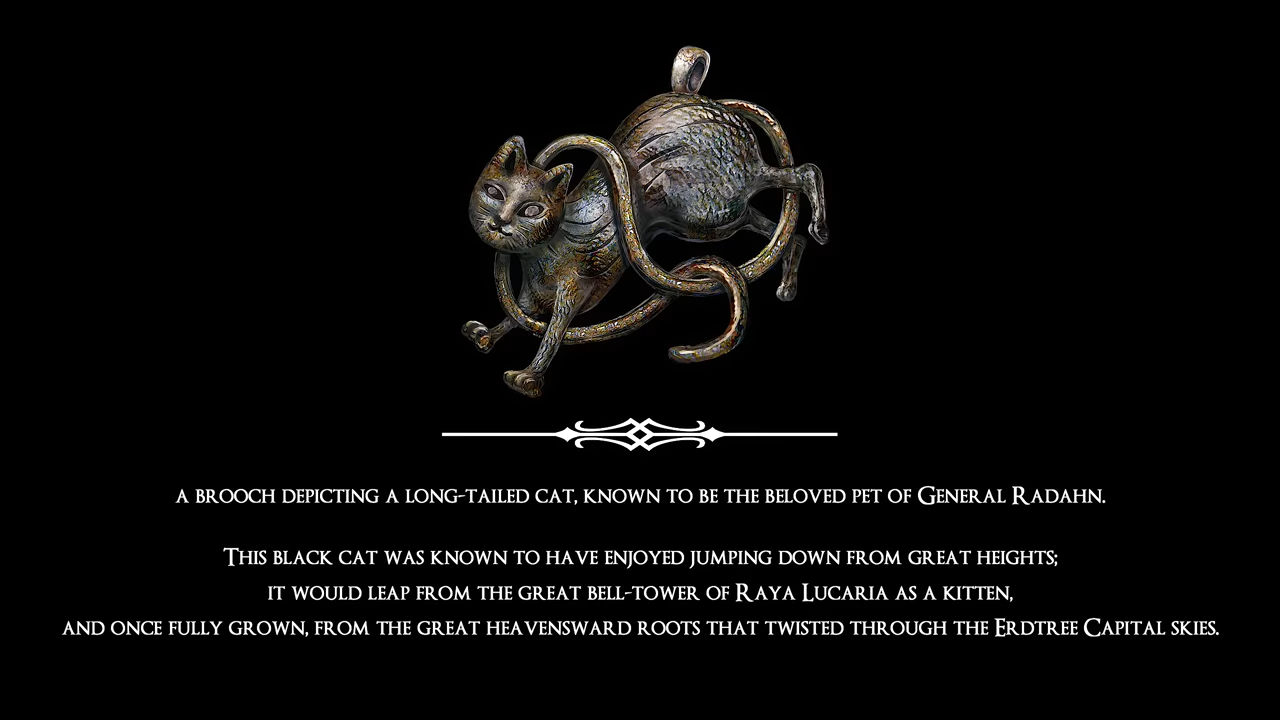 a brooch depicting a long-tailed cat, known to be the beloved pet of General Radahn.
This black cat was known to have enjoyed jumping down from great heights;
it would leap from the great bell-tower of Raya Lucaria as a kitten,
and once fully grown, from the great heavensward roots that twisted through the Erdtree Capital skies.